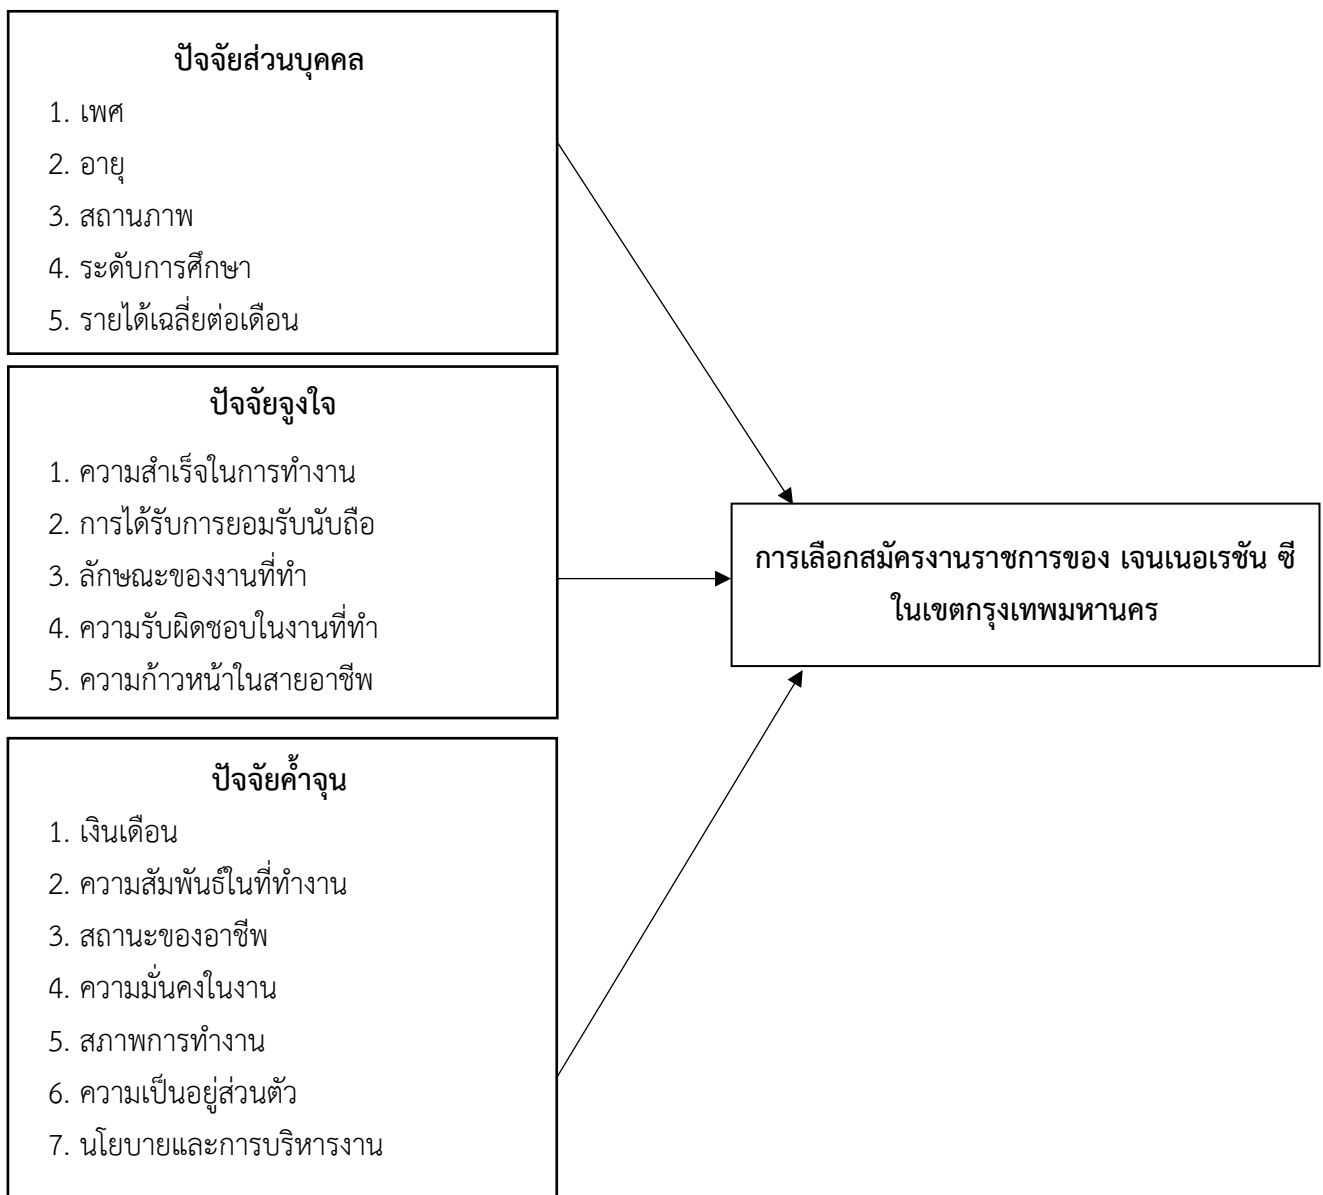 ปัจจัยส่วนบุคคล
1. เพศ
2. อายุ
3. สถานภาพ
4. ระดับการศึกษา
5. รายได้เฉลี่ยต่อเดือน
ปัจจัยจูงใจ
1. ความสำเร็จในการทำงาน
2. การได้รับการยอมรับนับถือ
3. ลักษณะของงานที่ทำ
4. ความรับผิดชอบในงานที่ทำ
5. ความก้าวหน้าในสายอาชีพ
ปัจจัยค้ำจุน
1. เงินเดือน
2. ความสัมพันธ์ในที่ทำงาน
3. สถานะของอาชีพ
4. ความมั่นคงในงาน
5. สภาพการทำงาน
6. ความเป็นอยู่ส่วนตัว
7. นโยบายและการบริหารงาน
การเลือกสมัครงานราชการของ เจนเนอเรชัน ซี
ในเขตกรุงเทพมหานคร